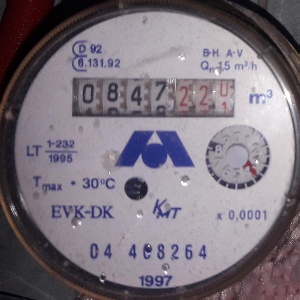 D 92
6.131.92
B-H A-V
Qn 1,5 m³/h
0847220 m³
LT 1-232
1995
Tmax + 30°C
EVK-DK
KMT
x 0,0001
04 408264
1997